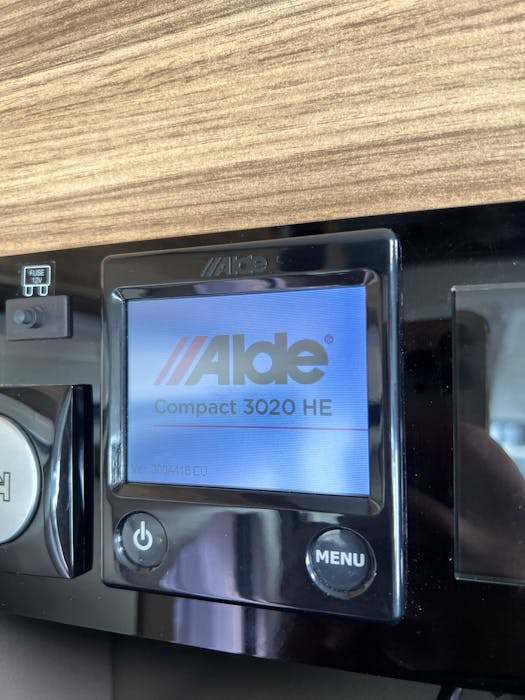 //Alde
FUSE
12V
//Alde®
Compact 3020 HE
MENU